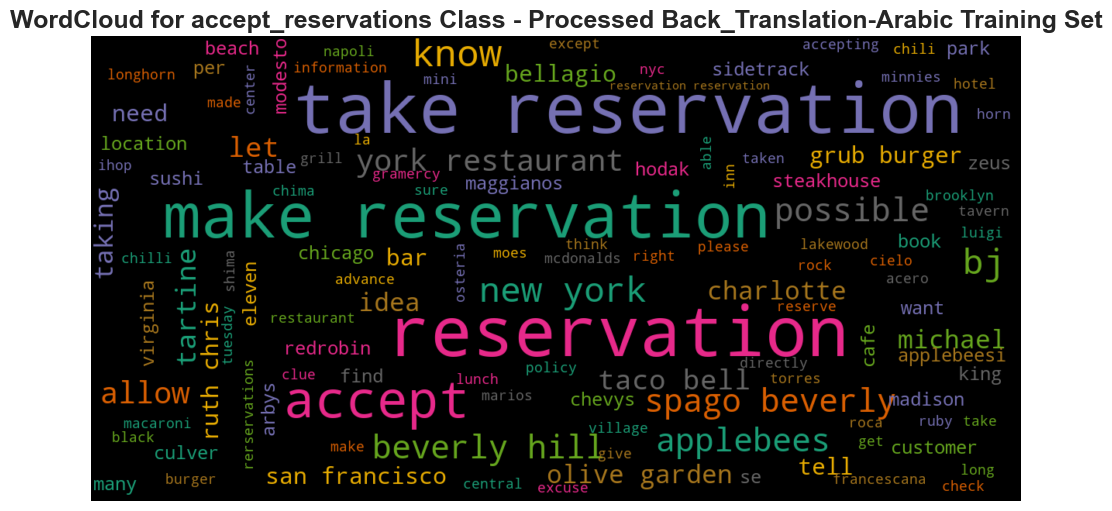 WordCloud for accept_reservations Class - Processed Back_Translation-Arabic Training Set
beach napoli know except accepting chili park
longhorn per information modesto bellagio nyc sidetrack minnies
made center mini reservation reservation hotel
need take reservation horn
location let la able grub burger
ihop table grill york restaurant hodak inn taken zeus
sushi gramercy maggianos steakhouse
chima sure brooklyn
taking make reservation possible tavern
luigi
chilli shima chicago bar osteria moes think please lakewood book
mcdonalds right rock cielo bj
advance acero
virginia tartine eleven idea new york charlotte want
restaurant reservation reserve
tuesday ruth chris redrobin cafe michael
policy directly applebeesi
allow clue find lunch taco bell torres king
arbys accept marios chevys spago beverly madison
macaroni rerservations village roca ruby take
black make beverly hill applebees get customer
culver give
many burger san francisco central olive garden se tell long
excuse francescana check